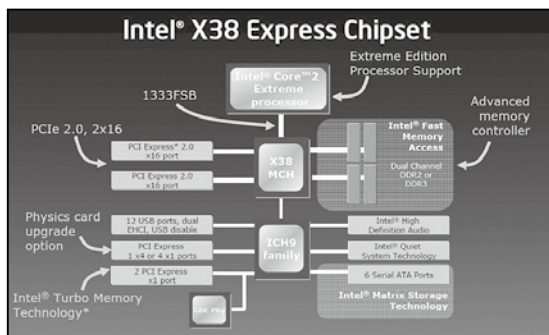 Intel® X38 Express Chipset
Intel® Core™2
Extreme
processor
Extreme Edition
Processor Support
1333FSB
PCIe 2.0, 2x16
Advanced
memory
controller
Intel® Fast
Memory
Access
PCI Express* 2.0
x16 port
X38
MCH
PCI Express 2.0
x16 port
Dual Channel
DDR2 or
DDR3
Physics card
upgrade
option
12 USB ports, dual
EHCI, USB disable
ICH9
family
Intel® High
Definition Audio
PCI Express
1 x4 or 4 x1 ports
Intel® Quiet
System Technology
2 PCI Express
x1 port
6 Serial ATA Ports
Intel® Turbo Memory
Technology*
Intel® Matrix Storage
Technology
GbE Phy